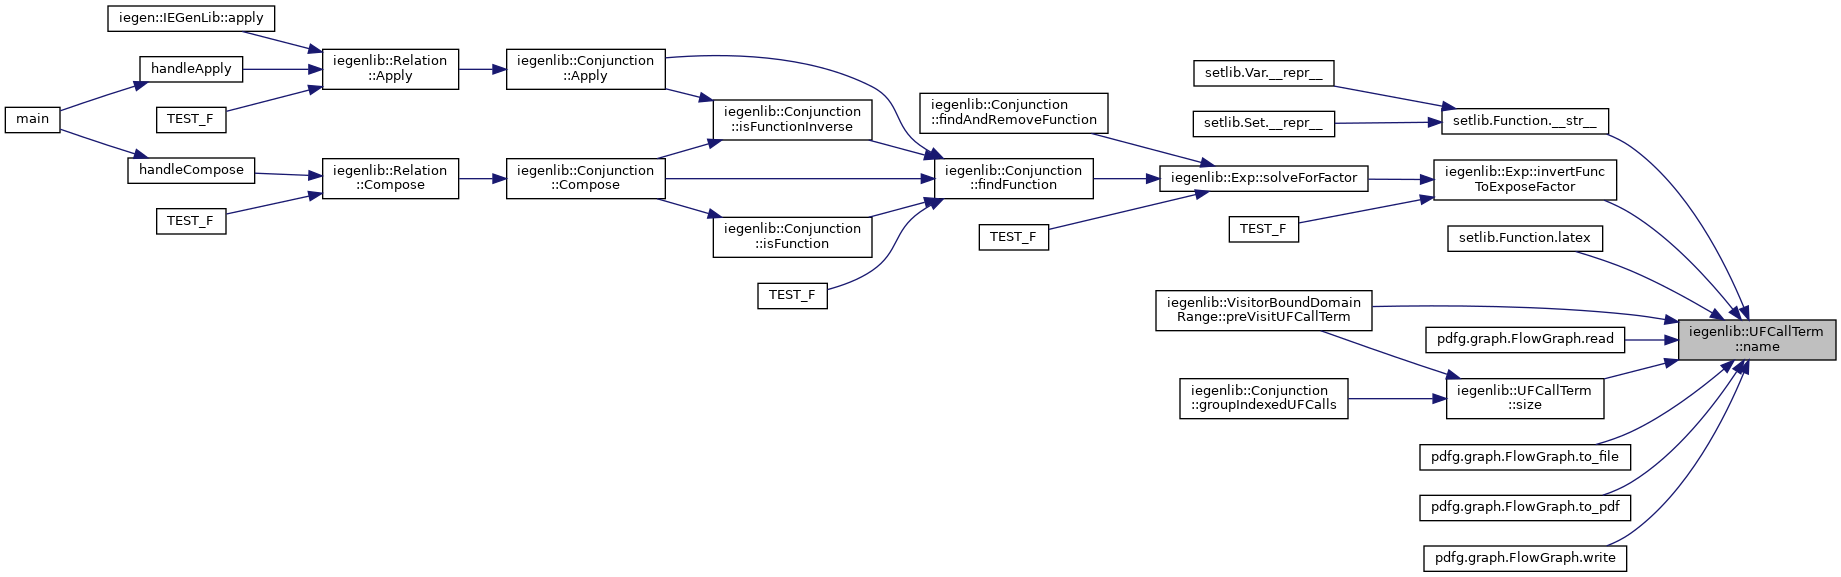 iegen::IEGenLib::apply
handleApply
main
TEST_F
handleCompose
TEST_F
iegenlib::Relation
::Apply
iegenlib::Relation
::Compose
iegenlib::Conjunction
::Apply
iegenlib::Conjunction
::Compose
iegenlib::Conjunction
::isFunctionInverse
iegenlib::Conjunction
::isFunction
TEST_F
iegenlib::Conjunction
::findAndRemoveFunction
iegenlib::Conjunction
::findFunction
TEST_F
setlib.Var.__repr__
setlib.Set.__repr__
iegenlib::Exp::solveForFactor
TEST_F
iegenlib::VisitorBoundDomain
Range::preVisitUFCallTerm
iegenlib::Conjunction
::groupIndexedUFCalls
setlib.Function.__str__
iegenlib::Exp::invertFunc
ToExposeFactor
setlib.Function.latex
pdfg.graph.FlowGraph.read
iegenlib::UFCallTerm
::size
pdfg.graph.FlowGraph.to_file
pdfg.graph.FlowGraph.to_pdf
pdfg.graph.FlowGraph.write
iegenlib::UFCallTerm
::name